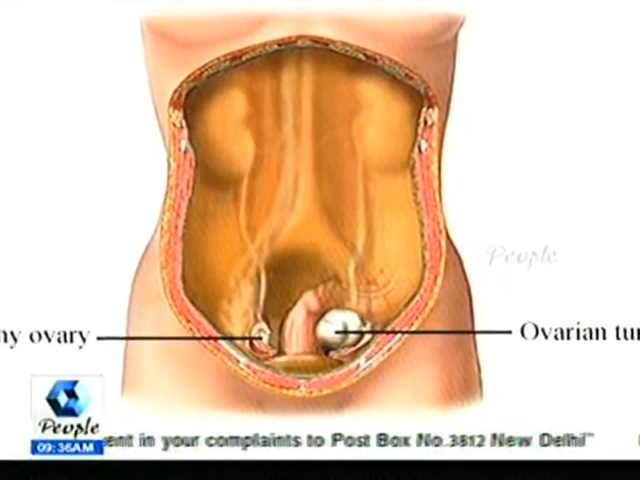 People
ny ovary
Ovarian tu
People
09:36AM
ent in your complaints to Post Box No.3812 New Delhi"